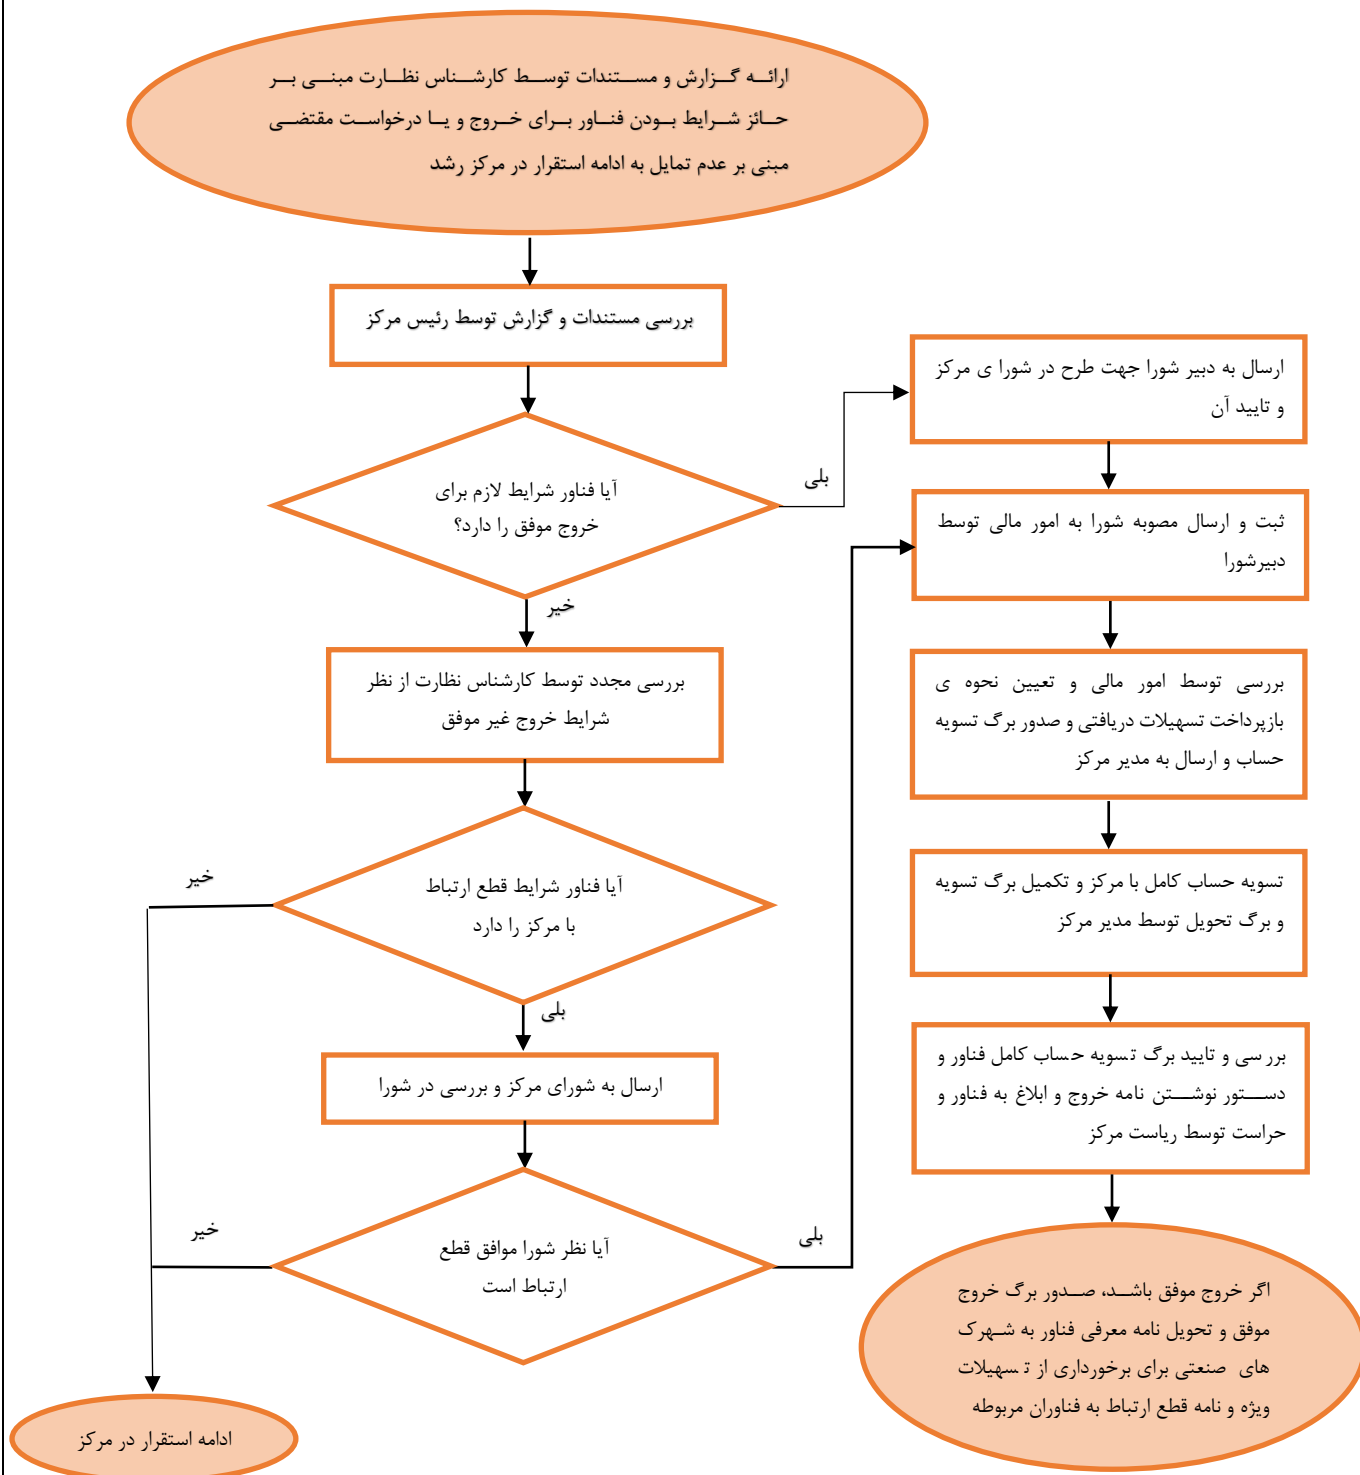 ارائه گزارش و مستندات توسط کارشناس نظارت مبنی بر
حائز شرایط بودن فناور برای خروج و یا درخواست مقتضی
مبنی بر عدم تمایل به ادامه استقرار در مرکز رشد
بررسی مستندات و گزارش توسط رئیس مرکز
آیا فناور شرایط لازم برای
خروج موفق را دارد؟
بلی
خیر
ارسال به دبیر شورا جهت طرح در شورا ی مرکز
و تایید آن
ثبت و ارسال مصوبه شورا به امور مالی توسط
دبیرشورا
بررسی مجدد توسط کارشناس نظارت از نظر
شرایط خروج غیر موفق
بررسی توسط امور مالی و تعیین نحوه ی
بازپرداخت تسهیلات دریافتی و صدور برگ تسویه
حساب و ارسال به مدیر مرکز
آیا فناور شرایط قطع ارتباط
با مرکز را دارد
خیر
بلی
تسویه حساب کامل با مرکز و تکمیل برگ تسویه
و برگ تحویل توسط مدیر مرکز
ارسال به شورای مرکز و بررسی در شورا
بررسی و تایید برگ تسویه حساب کامل فناور و
دستور نوشتن نامه خروج و ابلاغ به فناور و
حراست توسط ریاست مرکز
آیا نظر شورا موافق قطع
ارتباط است
خیر
بلی
اگر خروج موفق باشد، صدور برگ خروج
موفق و تحویل نامه معرفی فناور به شهرک
های صنعتی برای برخورداری از تسهیلات
ویژه و نامه قطع ارتباط به فناوران مربوطه
ادامه استقرار در مرکز